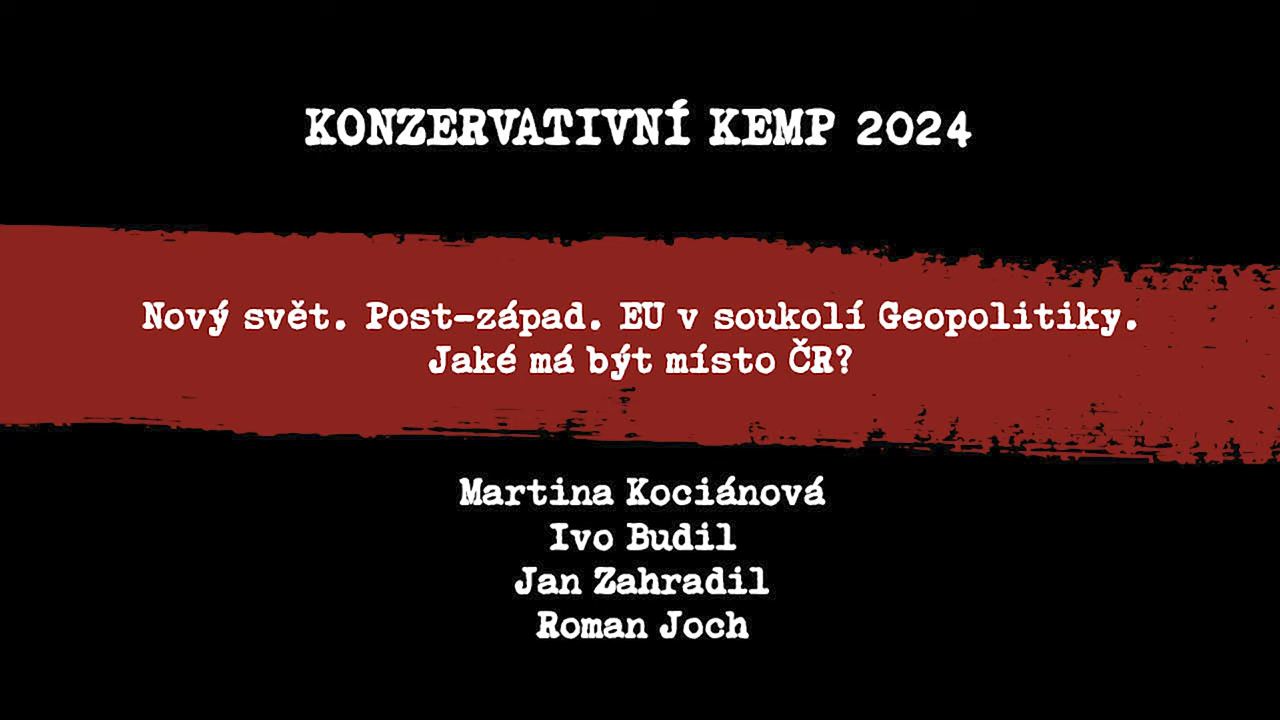 KONZERVATIVNÍ KEMP 2024
Nový svět. Post-západ. EU v soukolí Geopolitiky.
Jaké má být místo ČR?
Martina Kociánová
Ivo Budil
Jan Zahradil
Roman Joch